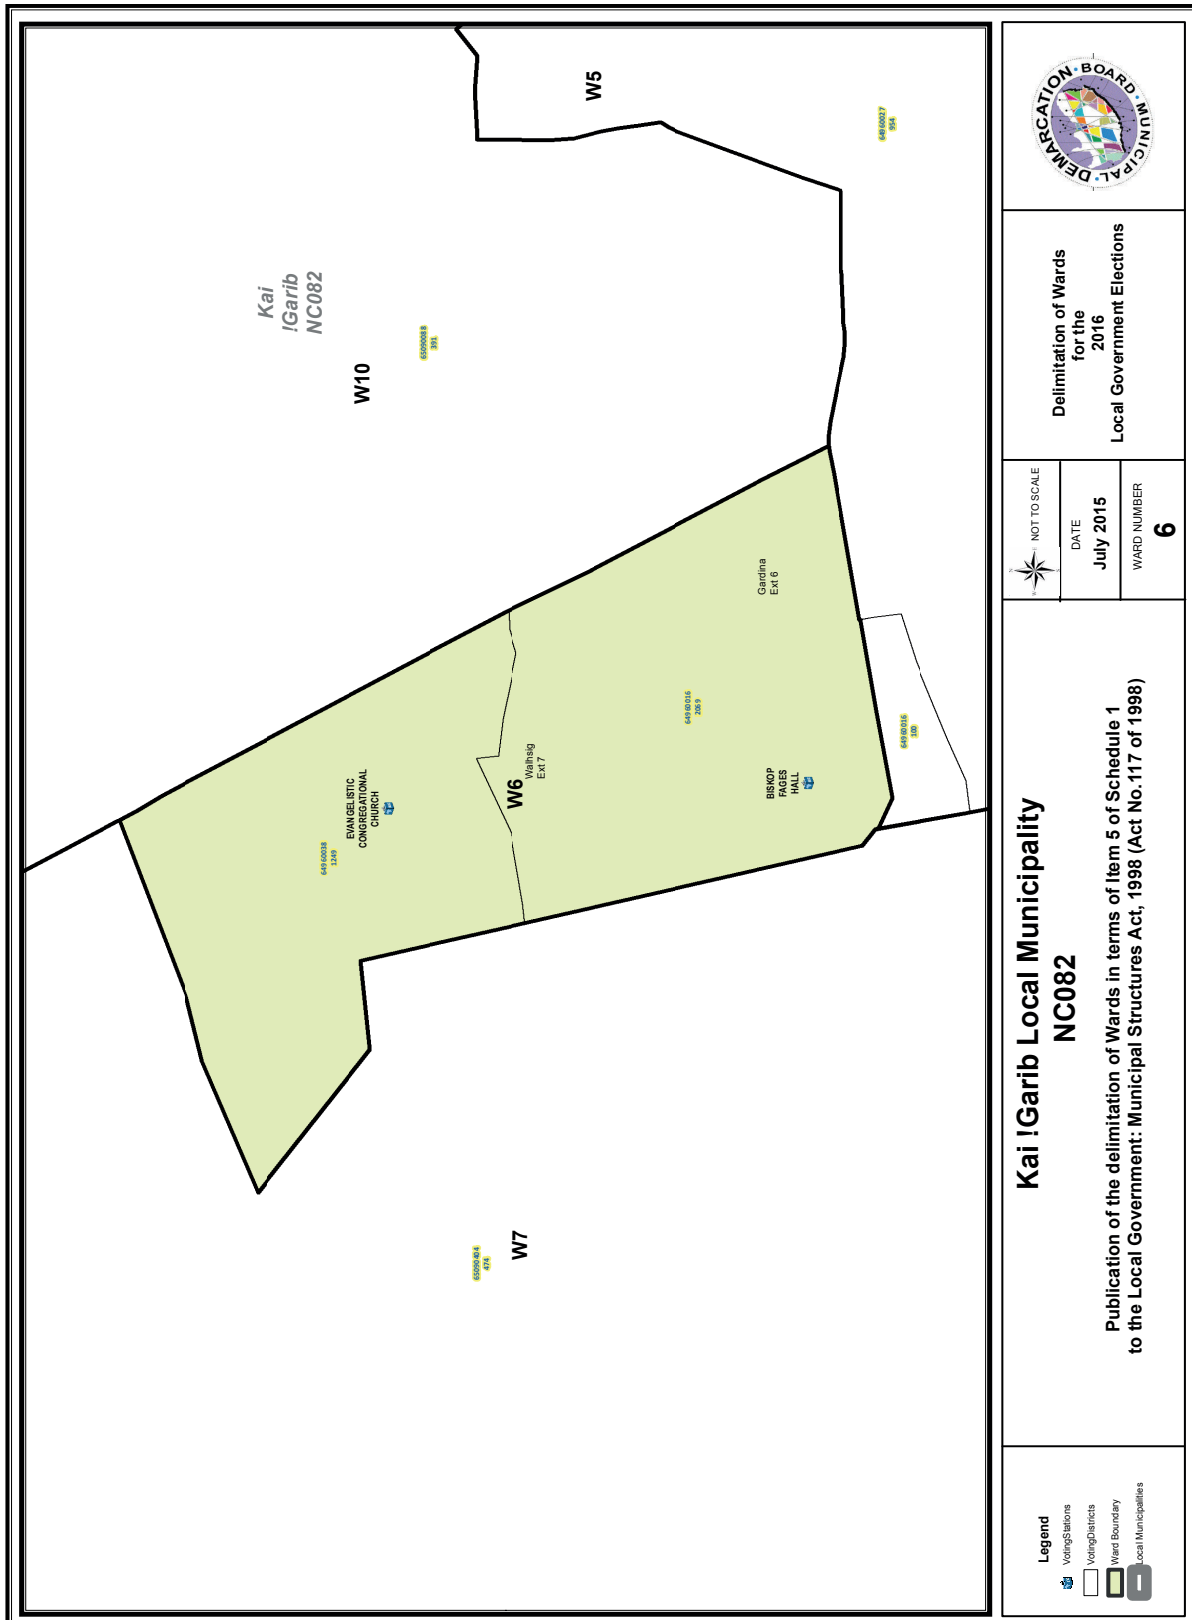 Kai
!Garib
NC082
W5
64960027
954
65090088
391
W10
Gardina
Ext 6
64960038
1249
EVANGELISTIC
CONGREGATIONAL
CHURCH
W6
Walhsig
Ext 7
64960016
2069
BISKOP
FAGES
HALL
64960016
100
65090404
474
W7
Legend
VotingStations
VotingDistricts
Ward Boundary
Local Municipalities
Kai !Garib Local Municipality
NC082
Publication of the delimitation of Wards in terms of Item 5 of Schedule 1
to the Local Government: Municipal Structures Act, 1998 (Act No.117 of 1998)
NOT TO SCALE
DATE
July 2015
WARD NUMBER
6
Delimitation of Wards
for the
2016
Local Government Elections
MUNICIPAL · DEMARCATION · BOARD ·